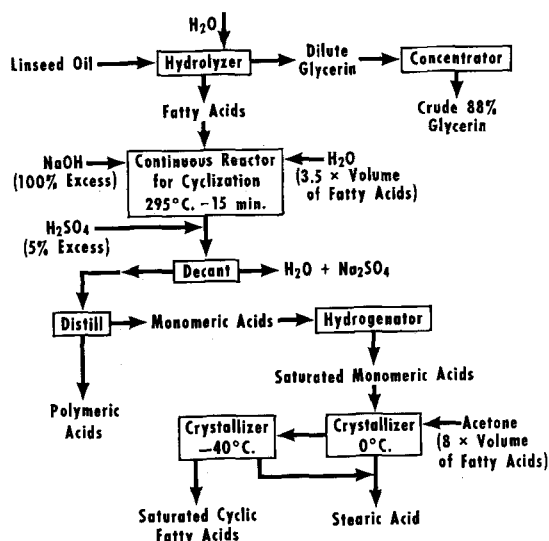 H₂O
Linseed Oil
Hydrolyzer
Dilute
Glycerin
Concentrator
Crude 88%
Glycerin
Fatty Acids
NaOH
(100% Excess)
Continuous Reactor
for Cyclization
295°C. -15 min.
H₂O
(3.5 × Volume
of Fatty Acids)
H₂SO₄
(5% Excess)
Decant
H₂O + Na₂SO₄
Distill
Monomeric Acids
Hydrogenator
Polymeric
Acids
Saturated Monomeric Acids
Crystallizer
—40°C.
Crystallizer
0°C.
Acetone
(8 × Volume
of Fatty Acids)
Saturated Cyclic
Fatty Acids
Stearic Acid